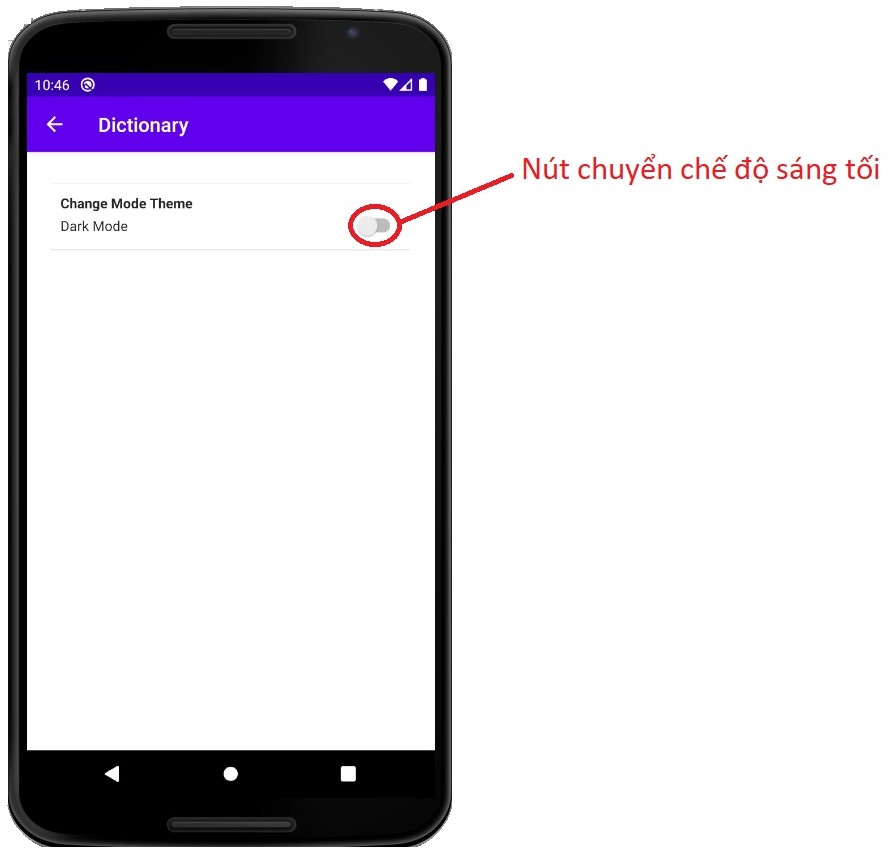 10:46
Dictionary
Nút chuyển chế độ sáng tối
Change Mode Theme
Dark Mode